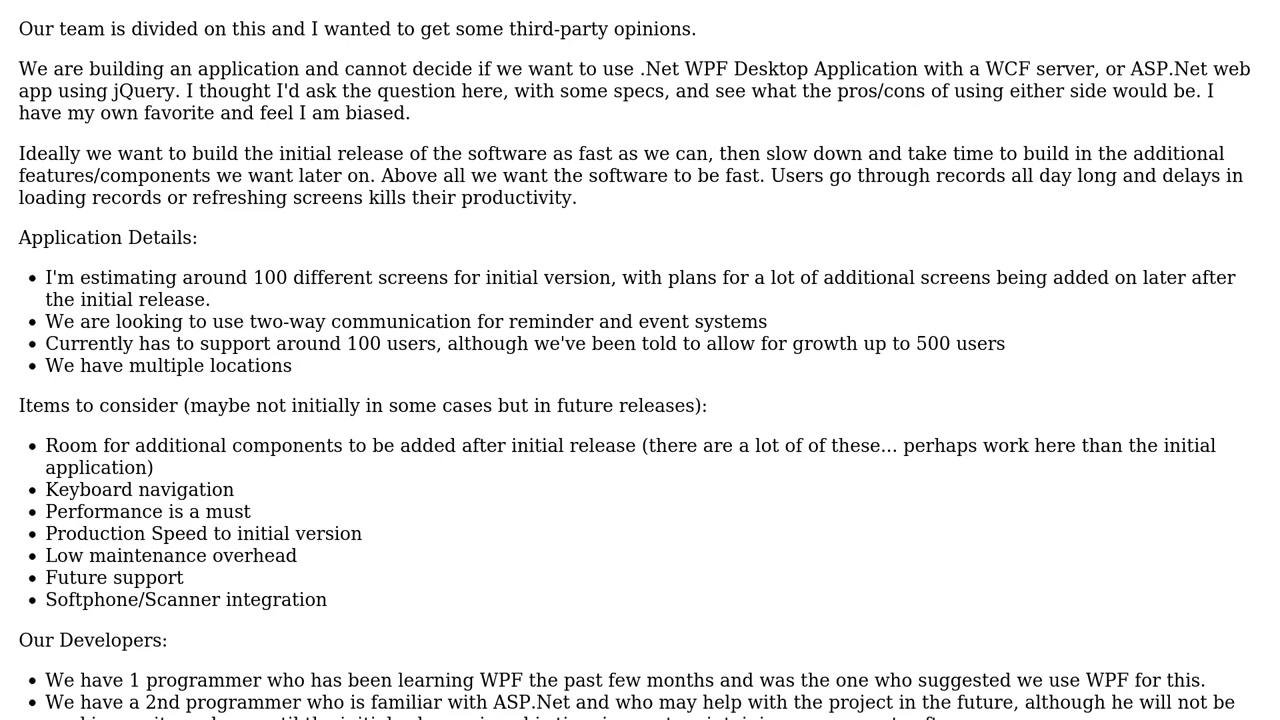 Our team is divided on this and I wanted to get some third-party opinions.
We are building an application and cannot decide if we want to use .Net WPF Desktop Application with a WCF server, or ASP.Net web
app using jQuery. I thought I'd ask the question here, with some specs, and see what the pros/cons of using either side would be. I
have my own favorite and feel I am biased.
Ideally we want to build the initial release of the software as fast as we can, then slow down and take time to build in the additional
features/components we want later on. Above all we want the software to be fast. Users go through records all day long and delays in
loading records or refreshing screens kills their productivity.
Application Details:
• I'm estimating around 100 different screens for initial version, with plans for a lot of additional screens being added on later after
the initial release.
• We are looking to use two-way communication for reminder and event systems
• Currently has to support around 100 users, although we've been told to allow for growth up to 500 users
• We have multiple locations
Items to consider (maybe not initially in some cases but in future releases):
• Room for additional components to be added after initial release (there are a lot of of these... perhaps work here than the initial
application)
• Keyboard navigation
• Performance is a must
• Production Speed to initial version
• Low maintenance overhead
• Future support
• Softphone/Scanner integration
Our Developers:
• We have 1 programmer who has been learning WPF the past few months and was the one who suggested we use WPF for this.
• We have a 2nd programmer who is familiar with ASP.Net and who may help with the project in the future, although he will not be